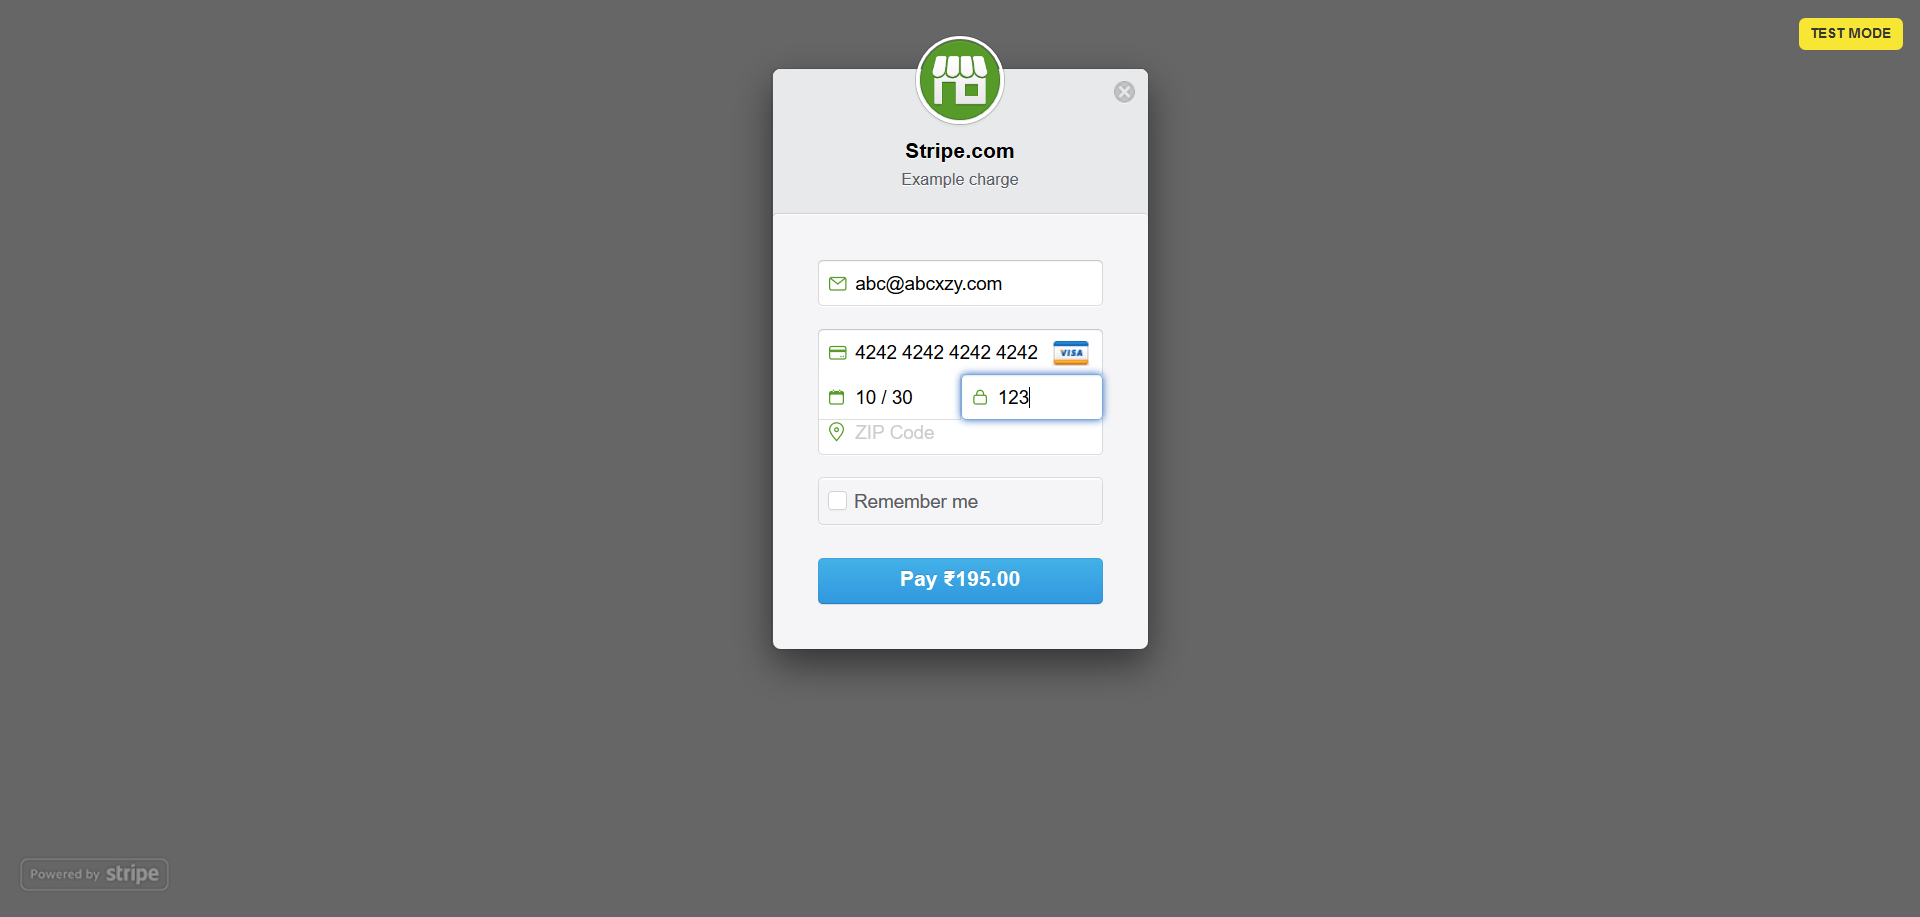 TEST MODE
Stripe.com
Example charge
abc@abcxzy.com
4242 4242 4242 4242 VISA
10 / 30 123
ZIP Code
Remember me
Pay ₹195.00
Powered by stripe